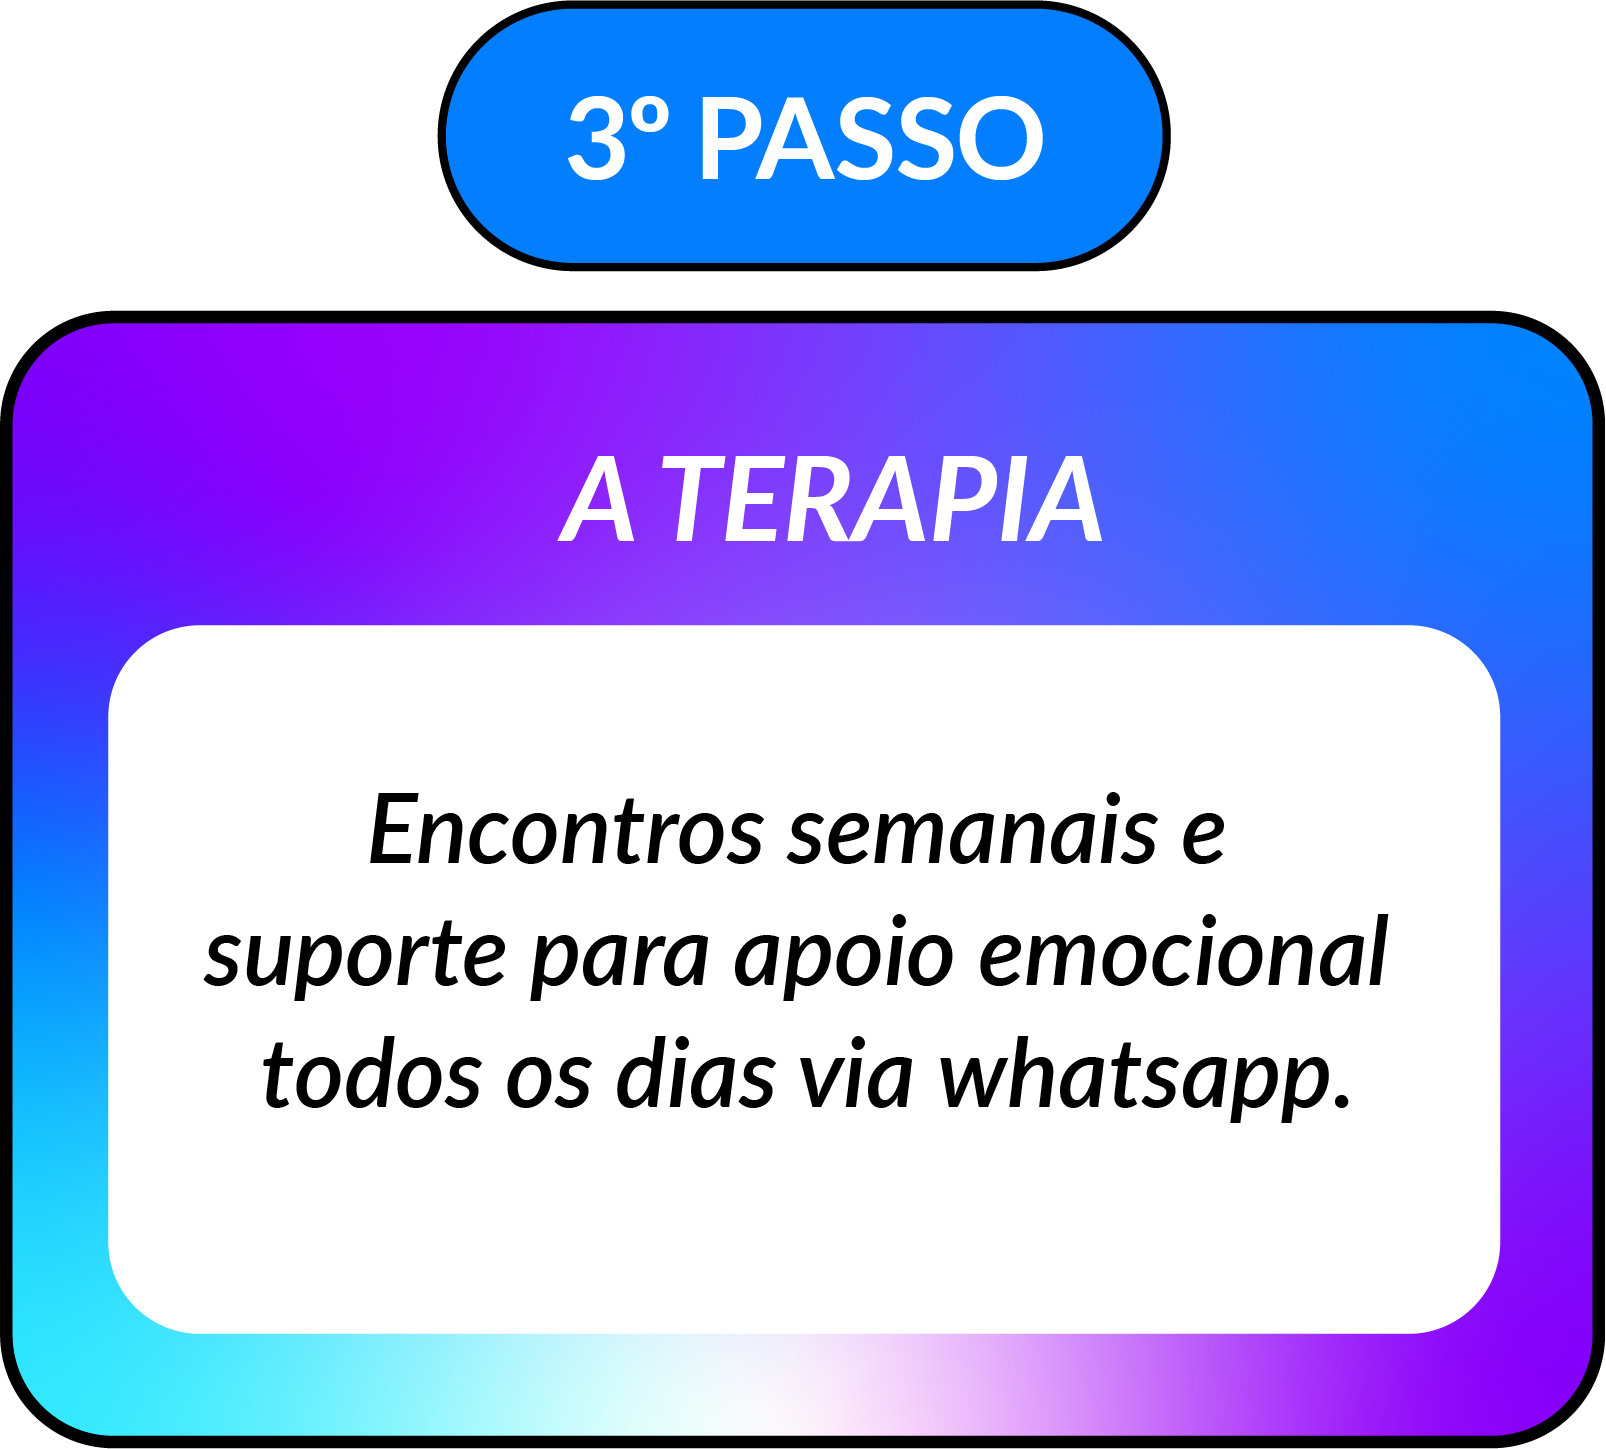 3º PASSO
A TERAPIA
Encontros semanais e
suporte para apoio emocional
todos os dias via whatsapp.